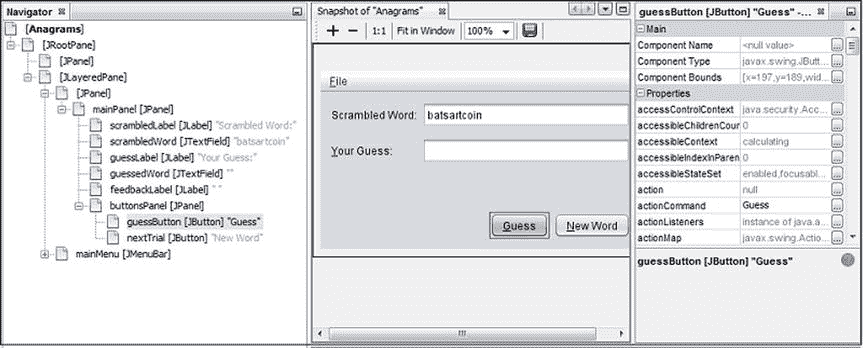 Navigator
[Anagrams]
[JRootPane]
[JPanel]
[JLayeredPane]
[JPanel]
mainPanel [JPanel]
scrambledLabel [JLabel] "Scrambled Word:"
scrambledWord [JTextField] "batsartcoin"
guessLabel [JLabel] "Your Guess:"
guessedWord [JTextField] ""
feedbackLabel [JLabel] " "
buttonsPanel [JPanel]
guessButton [JButton] "Guess"
nextTrial [JButton] "New Word"
mainMenu [JMenuBar]
Snapshot of "Anagrams"
1:1 Fit in Window 100%
File
Scrambled Word: batsartcoin
Your Guess:
Guess New Word
guessButton [JButton] "Guess" -...
Main
Component Name <null value>
Component Type javax.swing.JButt...
Component Bounds [x=197,y=189,wid...
Properties
accessControlContext java.security.Acc...
accessibleChildrenCour 0
accessibleContext calculating
accessibleIndexInParen 0
accessibleStateSet enabled,focusabl...
action null
actionCommand Guess
actionListeners instance of java.a...
actionMap javax.swing.Actio...
guessButton [JButton] "Guess"